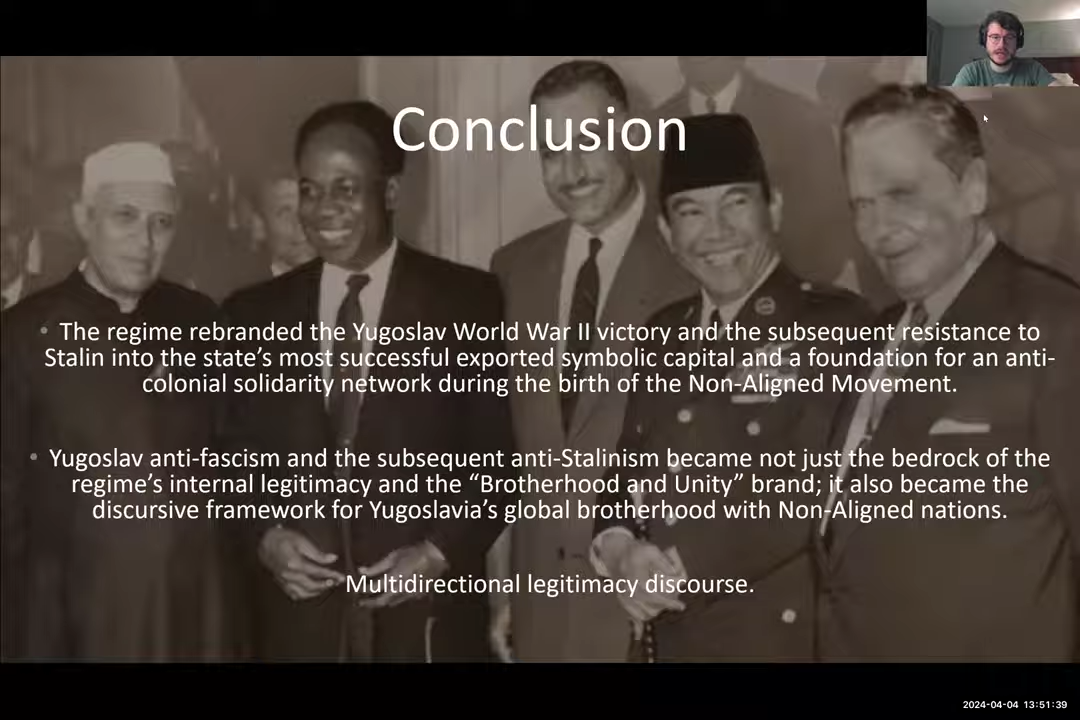 Conclusion
• The regime rebranded the Yugoslav World War II victory and the subsequent resistance to
Stalin into the state’s most successful exported symbolic capital and a foundation for an anti-
colonial solidarity network during the birth of the Non-Aligned Movement.
• Yugoslav anti-fascism and the subsequent anti-Stalinism became not just the bedrock of the
regime’s internal legitimacy and the “Brotherhood and Unity” brand; it also became the
discursive framework for Yugoslavia’s global brotherhood with Non-Aligned nations.
• Multidirectional legitimacy discourse.
2024-04-04 13:51:39